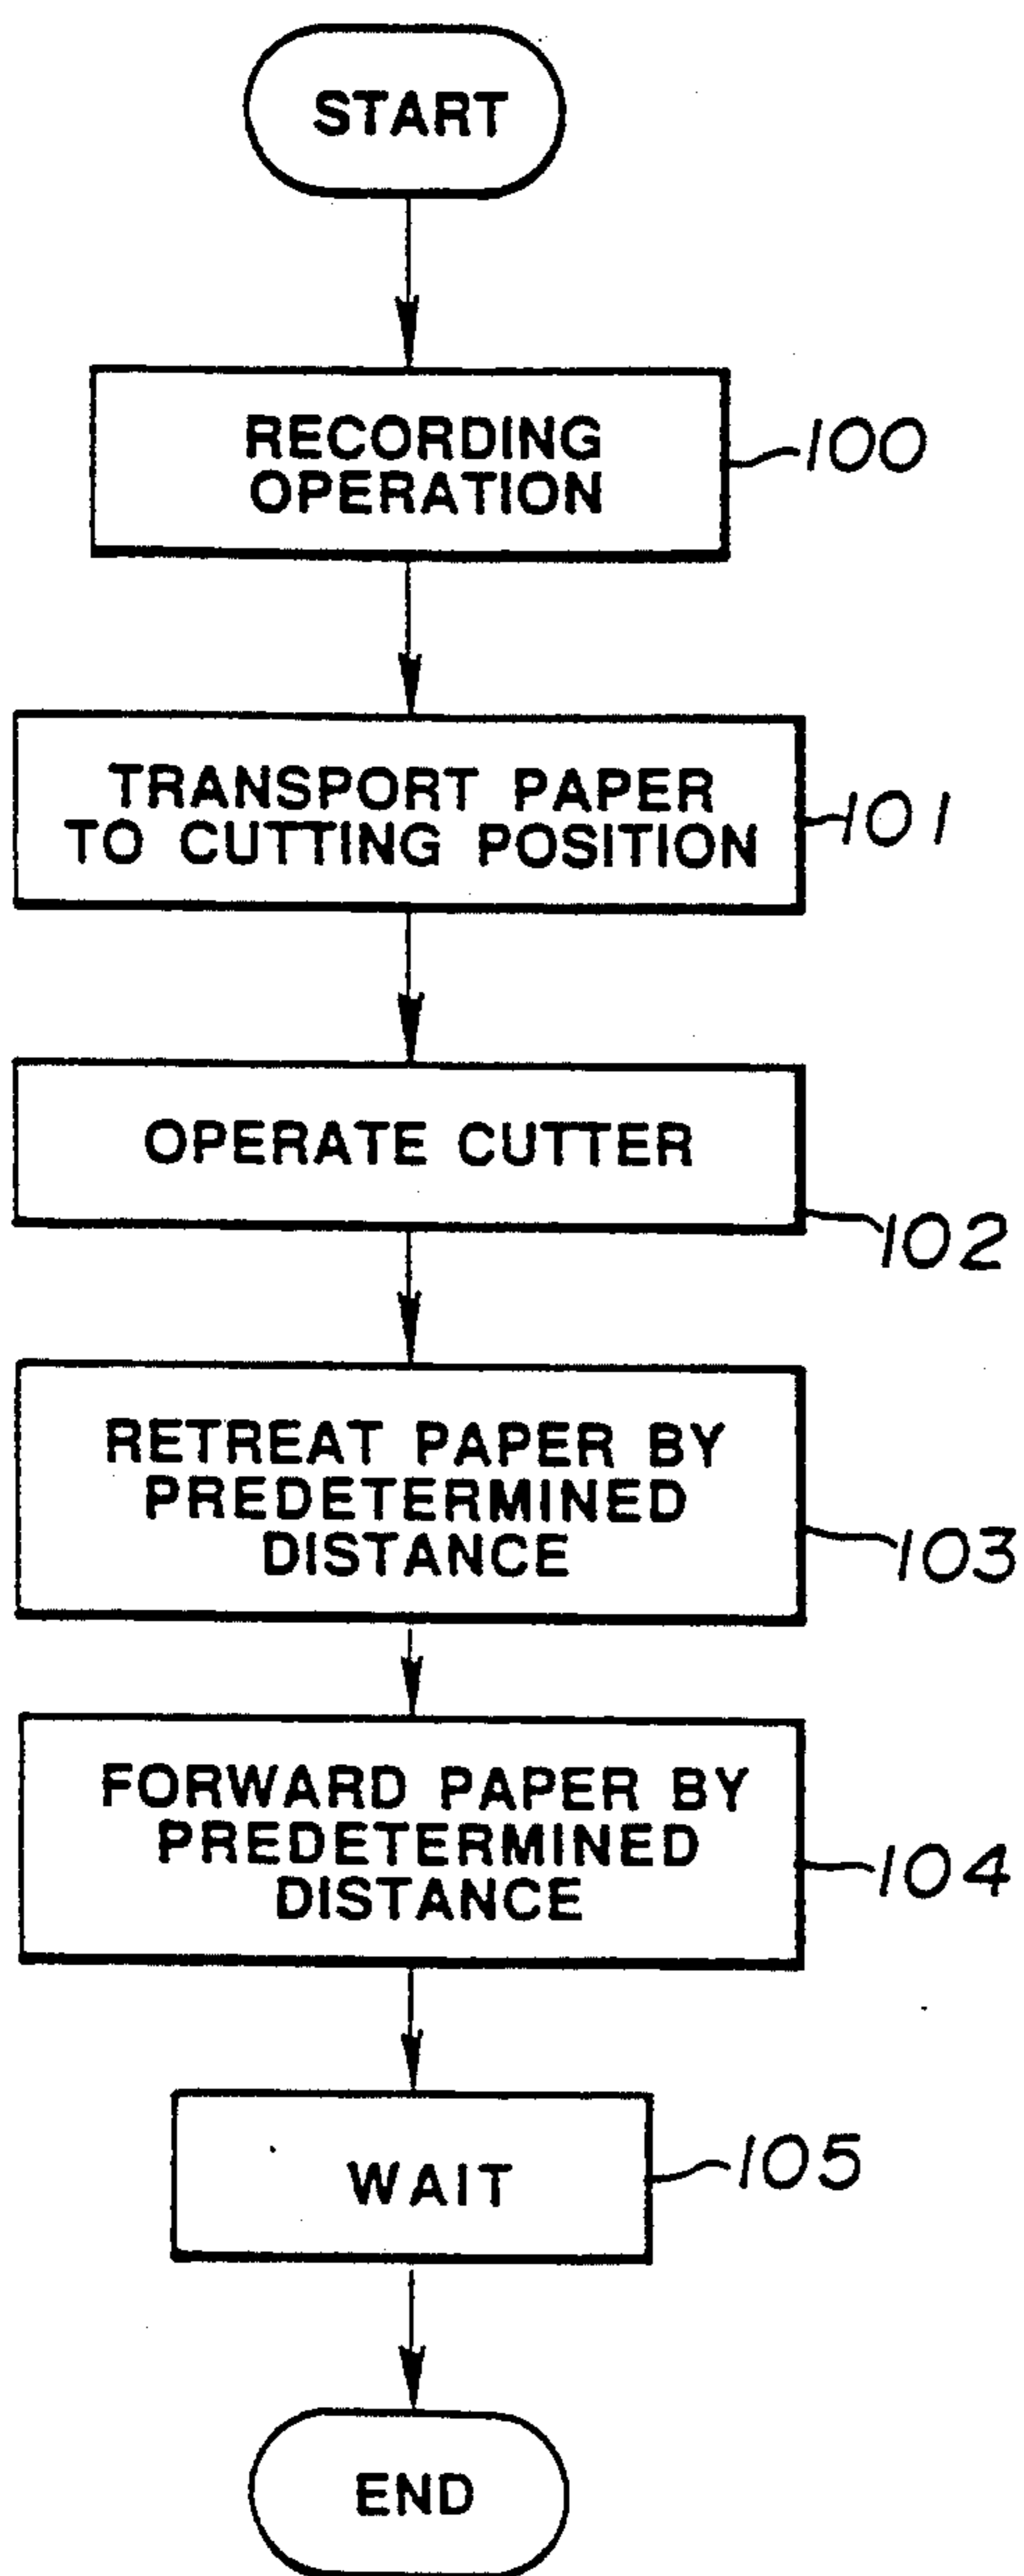 START
RECORDING
OPERATION
100
TRANSPORT PAPER
TO CUTTING POSITION
101
OPERATE CUTTER
102
RETREAT PAPER BY
PREDETERMINED
DISTANCE
103
FORWARD PAPER BY
PREDETERMINED
DISTANCE
104
WAIT
105
END